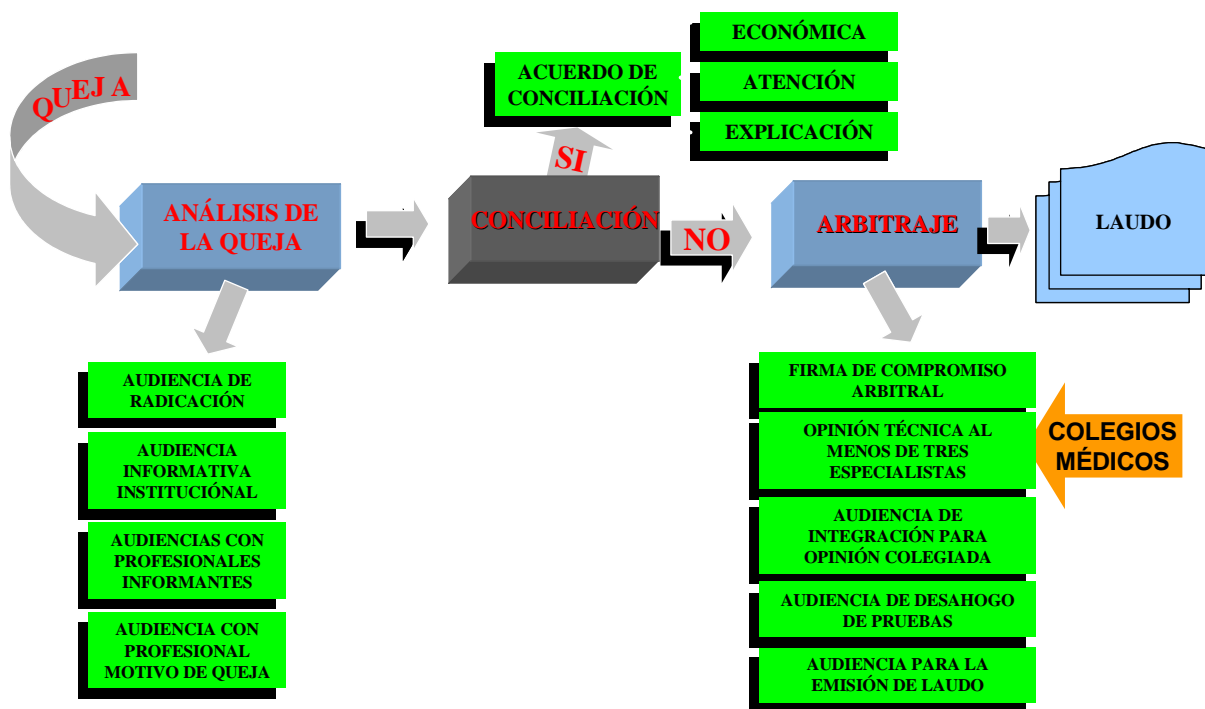 QUEJA
ANÁLISIS DE
LA QUEJA
AUDIENCIA DE
RADICACIÓN
AUDIENCIA
INFORMATIVA
INSTITUCIÓNAL
AUDIENCIAS CON
PROFESIONALES
INFORMANTES
AUDIENCIA CON
PROFESIONAL
MOTIVO DE QUEJA
CONCILIACIÓN
SI
ACUERDO DE
CONCILIACIÓN
ECONÓMICA
ATENCIÓN
EXPLICACIÓN
NO
ARBITRAJE
LAUDO
FIRMA DE COMPROMISO
ARBITRAL
OPINIÓN TÉCNICA AL
MENOS DE TRES
ESPECIALISTAS
COLEGIOS
MÉDICOS
AUDIENCIA DE
INTEGRACIÓN PARA
OPINIÓN COLEGIADA
AUDIENCIA DE DESAHOGO
DE PRUEBAS
AUDIENCIA PARA LA
EMISIÓN DE LAUDO